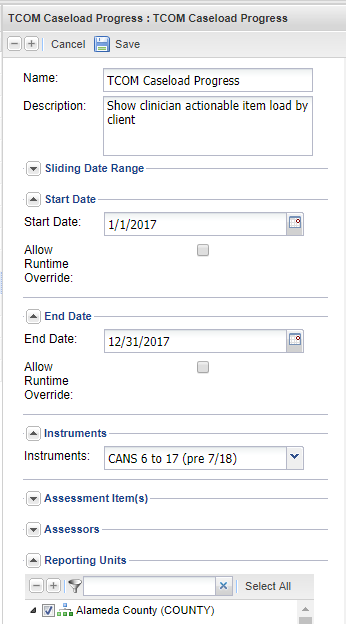 TCOM Caseload Progress : TCOM Caseload Progress
Cancel Save
Name: TCOM Caseload Progress
Description: Show clinician actionable item load by
client
Sliding Date Range
Start Date
Start Date: 1/1/2017
Allow
Runtime
Override:
End Date
End Date: 12/31/2017
Allow
Runtime
Override:
Instruments
Instruments: CANS 6 to 17 (pre 7/18)
Assessment Item(s)
Assessors
Reporting Units
Select All
Alameda County (COUNTY)